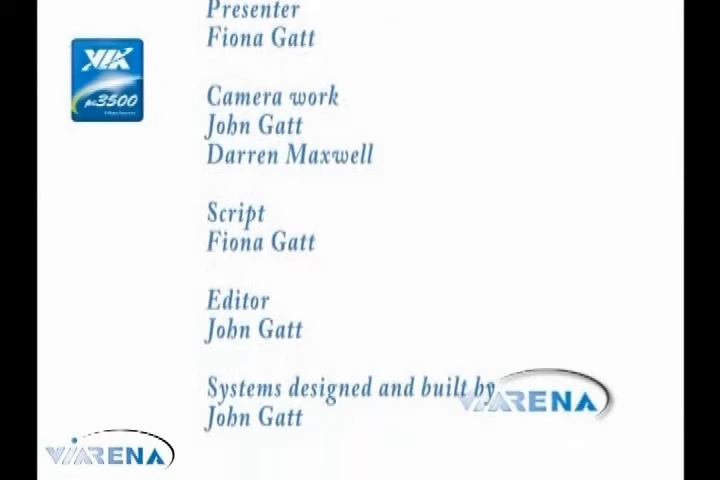 Presenter
Fiona Gatt
VIA
pc3500
Camera work
John Gatt
Darren Maxwell
Script
Fiona Gatt
Editor
John Gatt
Systems designed and built by
VIARENA
John Gatt
VIARENA